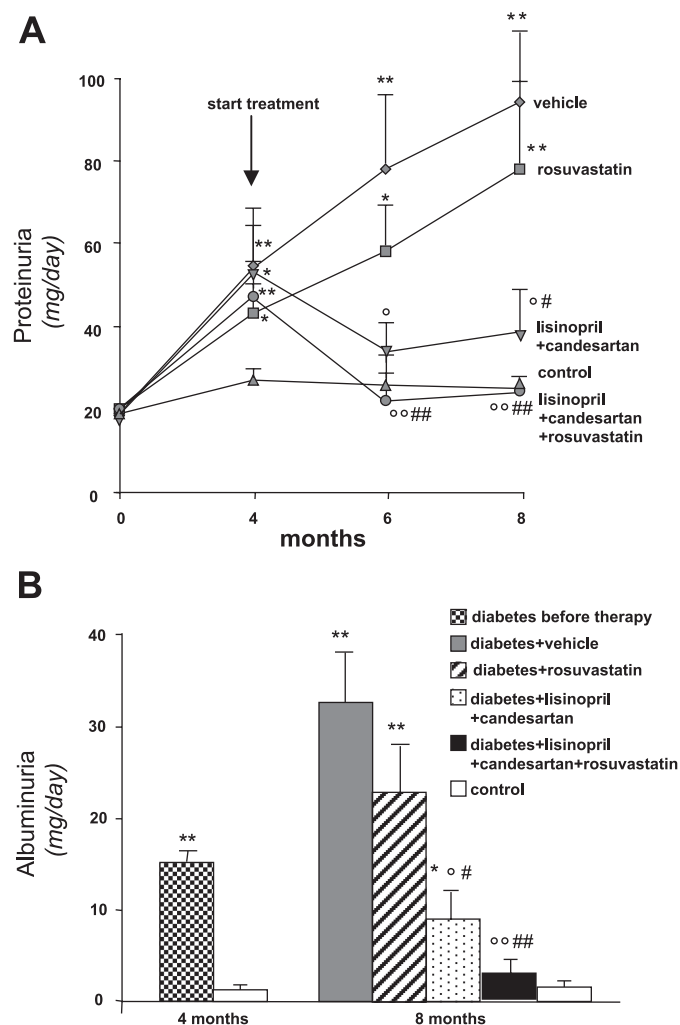 A
100
80
60
40
20
0
Proteinuria
(mg/day)
start treatment
**
**
vehicle
**
rosuvastatin
*
**
*
**
*
° #
°
lisinopril
+candesartan
control
°°##
°°##
lisinopril
+candesartan
+rosuvastatin
0
4
6
8
months
B
40
30
20
10
0
Albuminuria
(mg/day)
diabetes before therapy
diabetes+vehicle
diabetes+rosuvastatin
diabetes+lisinopril
+candesartan
diabetes+lisinopril
+candesartan+rosuvastatin
control
**
**
**
* ° #
°°##
4 months
8 months